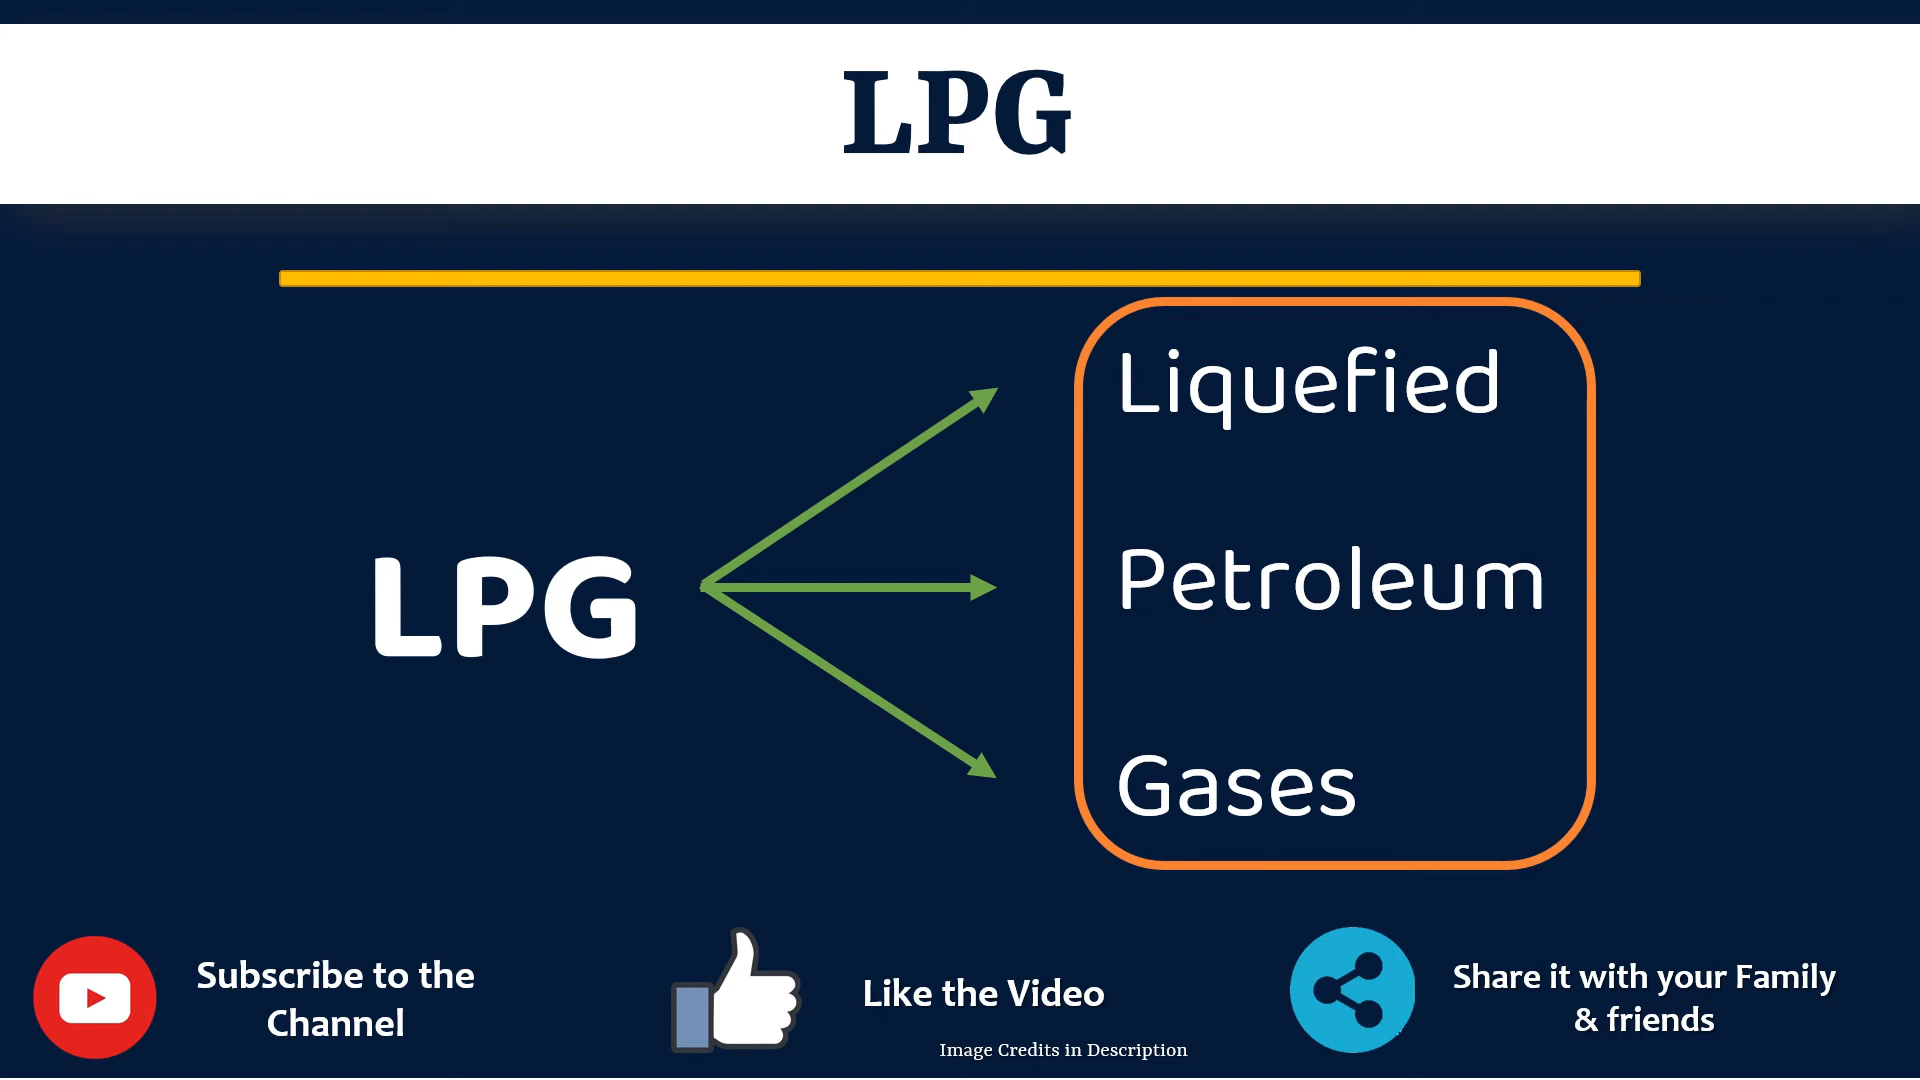 LPG
LPG
Liquefied
Petroleum
Gases
Subscribe to the
Channel
Like the Video
Share it with your Family
& friends
Image Credits in Description